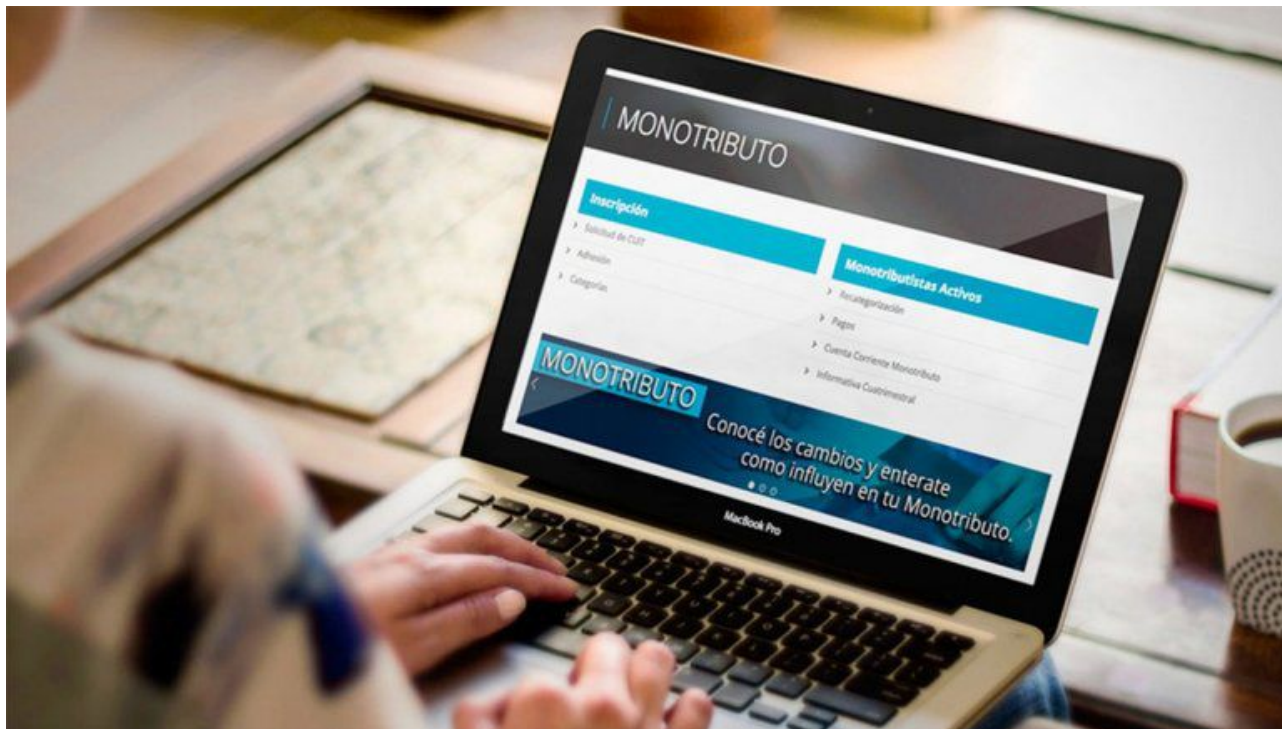 MONOTRIBUTO
Inscripción
Solicitud de CUIT
Adhesión
Categorías
Monotributistas Activos
Recategorización
Pagos
Cuenta Corriente Monotributo
Informativa Cuatrimestral
MONOTRIBUTO
Conocé los cambios y enterate
como influyen en tu Monotributo.
MacBook Pro